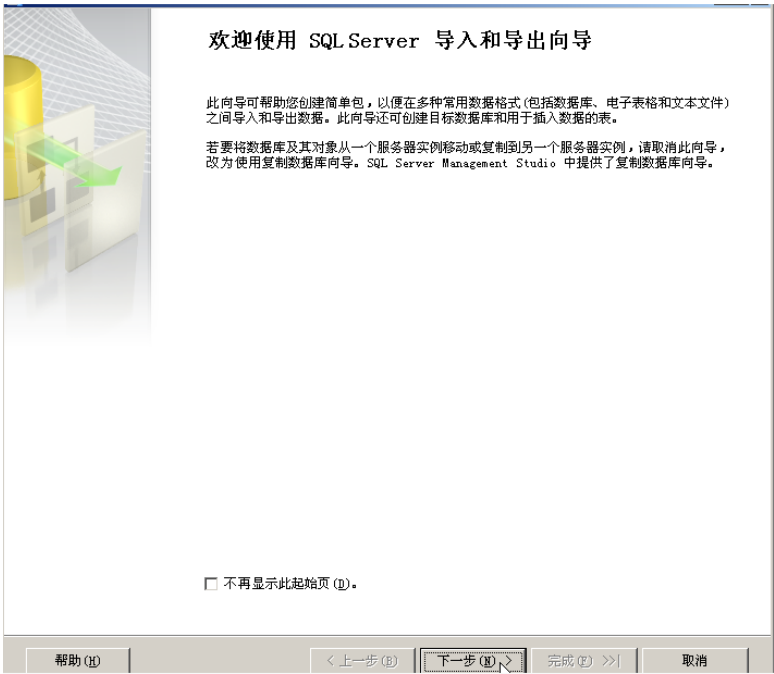 欢迎使用 SQL Server 导入和导出向导
此向导可帮助您创建简单包，以便在多种常用数据格式(包括数据库、电子表格和文本文件)
之间导入和导出数据。此向导还可创建目标数据库和用于插入数据的表。
若要将数据库及其对象从一个服务器实例移动或复制到另一个服务器实例，请取消此向导，
改为使用复制数据库向导。SQL Server Management Studio 中提供了复制数据库向导。
不再显示此起始页(D)。
帮助(H) < 上一步(B) 下一步(N) > 完成(F) >>| 取消